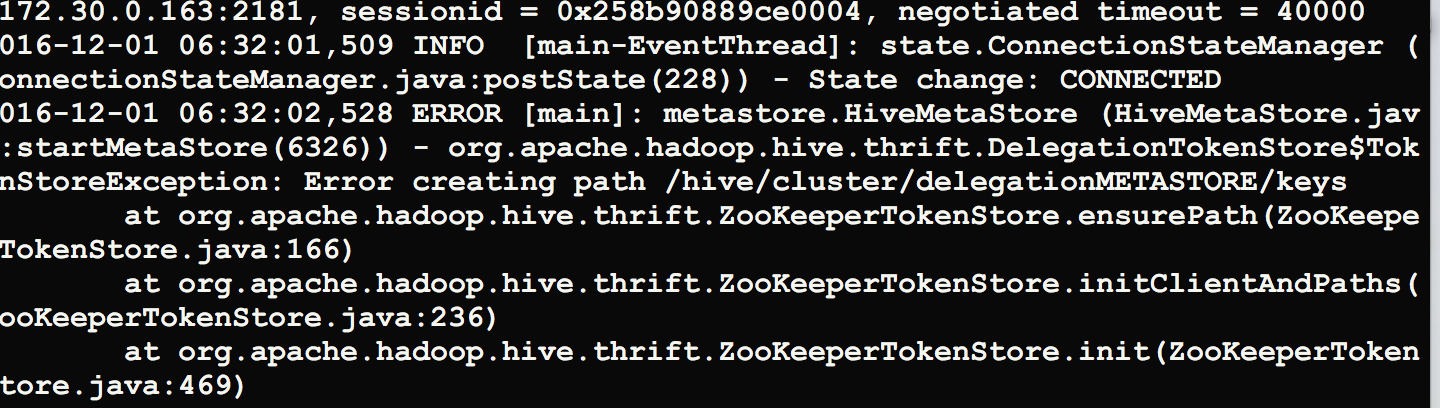 172.30.0.163:2181, sessionid = 0x258b90889ce0004, negotiated timeout = 40000
016-12-01 06:32:01,509 INFO  [main-EventThread]: state.ConnectionStateManager (
onnectionStateManager.java:postState(228)) - State change: CONNECTED
016-12-01 06:32:02,528 ERROR [main]: metastore.HiveMetaStore (HiveMetaStore.jav
:startMetaStore(6326)) - org.apache.hadoop.hive.thrift.DelegationTokenStore$Tok
nStoreException: Error creating path /hive/cluster/delegationMETASTORE/keys
at org.apache.hadoop.hive.thrift.ZooKeeperTokenStore.ensurePath(ZooKeepe
TokenStore.java:166)
at org.apache.hadoop.hive.thrift.ZooKeeperTokenStore.initClientAndPaths(
ooKeeperTokenStore.java:236)
at org.apache.hadoop.hive.thrift.ZooKeeperTokenStore.init(ZooKeeperToken
tore.java:469)